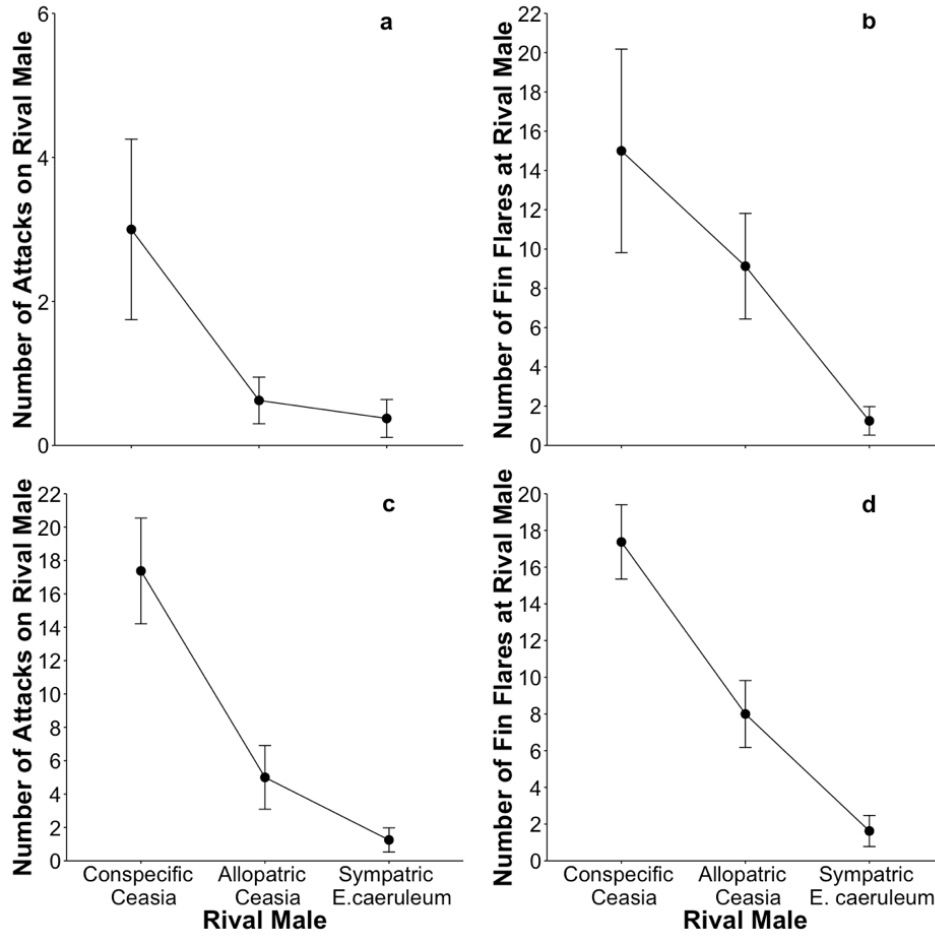 a
Number of Attacks on Rival Male
6
4
2
0
b
Number of Fin Flares at Rival Male
22
20
18
16
14
12
10
8
6
4
2
0
c
Number of Attacks on Rival Male
22
20
18
16
14
12
10
8
6
4
2
0
Conspecific
Ceasia
Allopatric
Ceasia
Sympatric
E.caeruleum
Rival Male
d
Number of Fin Flares at Rival Male
20
18
16
14
12
10
8
6
4
2
0
Conspecific
Ceasia
Allopatric
Ceasia
Sympatric
E. caeruleum
Rival Male